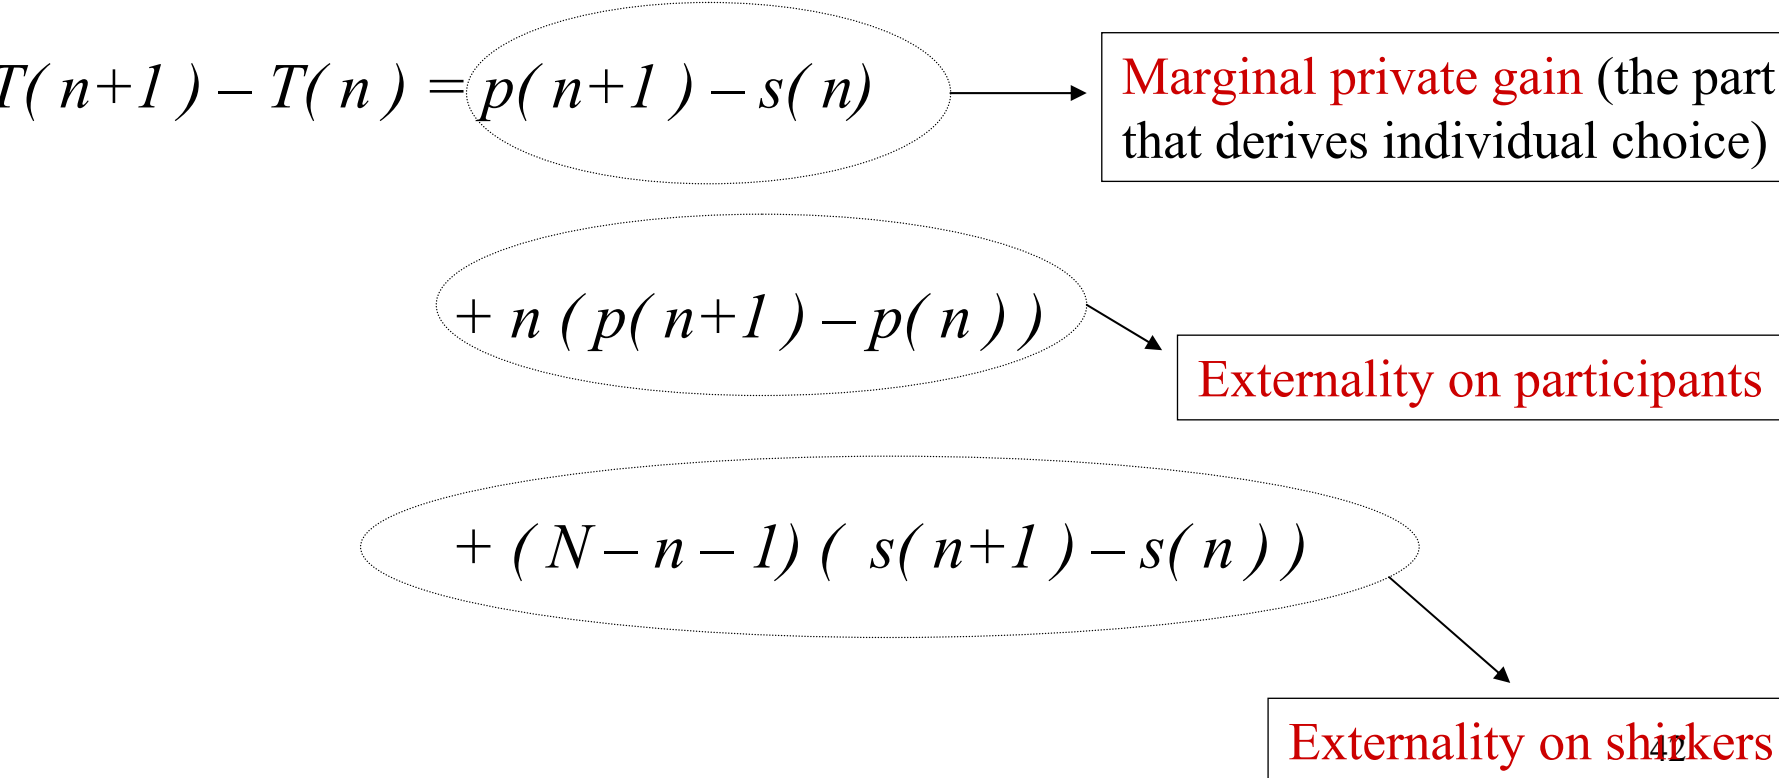 T( n+1 ) – T( n ) = p( n+1 ) – s( n)
Marginal private gain (the part
that derives individual choice)
+ n ( p( n+1 ) – p( n ) )
Externality on participants
+ ( N – n – 1) ( s( n+1 ) – s( n ) )
Externality on shirkers
42